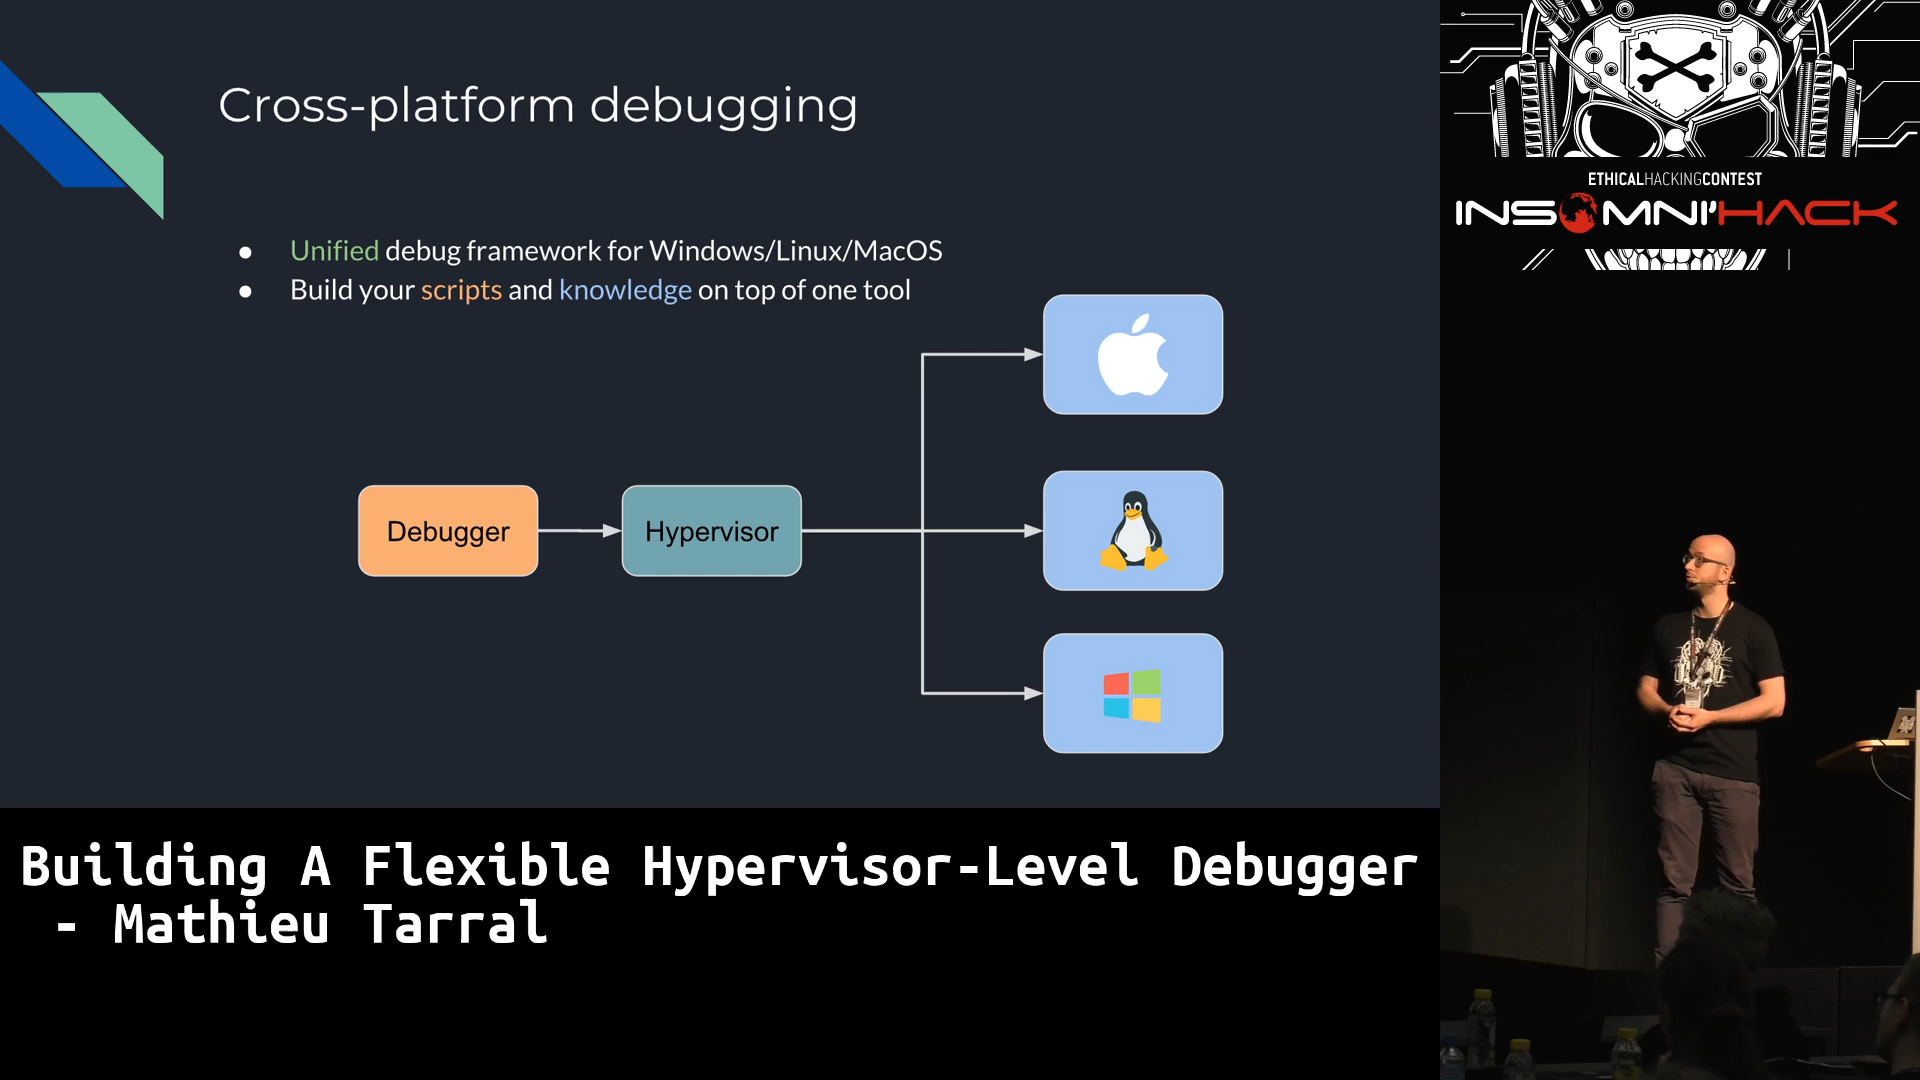 Cross-platform debugging
● Unified debug framework for Windows/Linux/MacOS
● Build your scripts and knowledge on top of one tool
Debugger
Hypervisor
ETHICALHACKINGCONTEST
INSOMNI'HACK
Building A Flexible Hypervisor-Level Debugger
- Mathieu Tarral